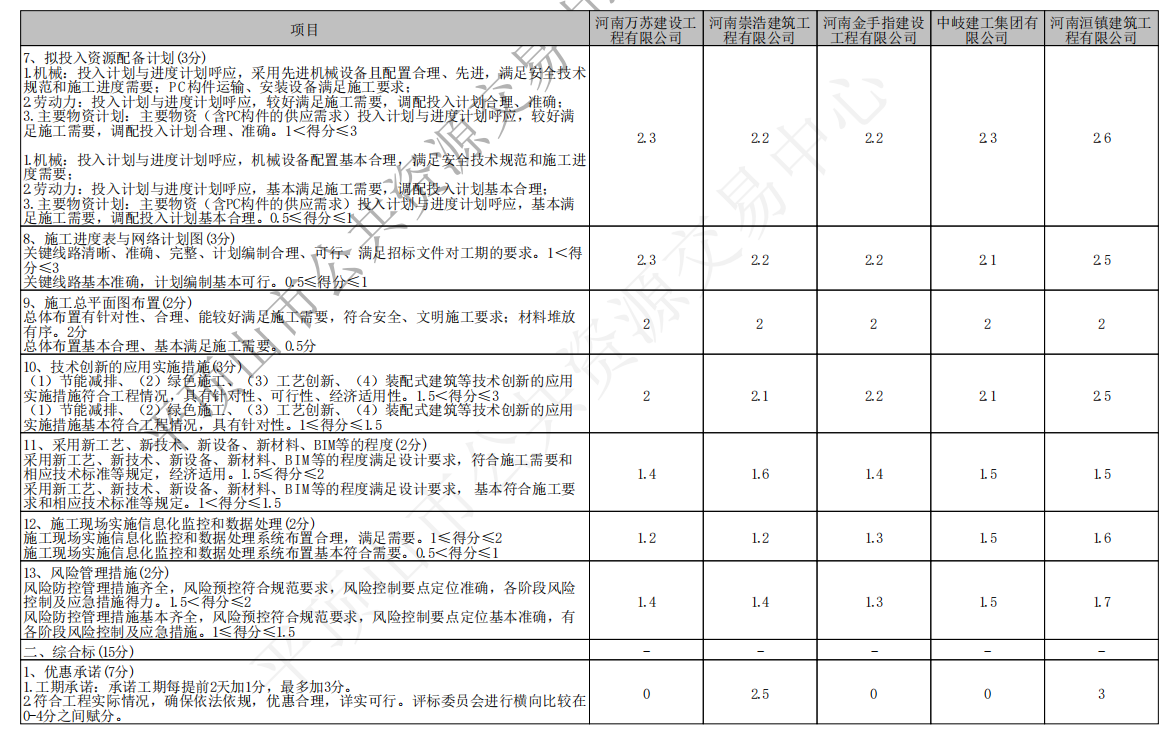 项目 河南万苏建设工程有限公司 河南崇浩建筑工程有限公司 河南金手指建设工程有限公司 中岐建工集团有限公司 河南洹镇建筑工程有限公司
7、拟投入资源配备计划(3分)
1.机械：投入计划与进度计划呼应，采用先进机械设备且配置合理、先进，满足安全技术
规范和施工进度需要；PC构件运输、安装设备满足施工要求；
2.劳动力：投入计划与进度计划呼应，较好满足施工需要，调配投入计划合理、准确；
3.主要物资计划：主要物资（含PC构件的供应需求）投入计划与进度计划呼应，较好满
足施工需要，调配投入计划合理、准确。1＜得分≤3
1.机械：投入计划与进度计划呼应，机械设备配置基本合理，满足安全技术规范和施工进
度需要；
2.劳动力：投入计划与进度计划呼应，基本满足施工需要，调配投入计划基本合理；
3.主要物资计划：主要物资（含PC构件的供应需求）投入计划与进度计划呼应，基本满
足施工需要，调配投入计划基本合理。0.5≤得分≤1
2.3 2.2 2.2 2.3 2.6
8、施工进度表与网络计划图(3分)
关键线路清晰、准确、完整、计划编制合理、可行、满足招标文件对工期的要求。1＜得
分≤3
关键线路基本准确，计划编制基本可行。0.5≤得分≤1
2.3 2.2 2.2 2.1 2.5
9、施工总平面图布置(2分)
总体布置有针对性、合理、能较好满足施工需要，符合安全、文明施工要求；材料堆放
有序。2分
总体布置基本合理、基本满足施工需要。0.5分
2 2 2 2 2
10、技术创新的应用实施措施(3分)
（1）节能减排、（2）绿色施工、（3）工艺创新、（4）装配式建筑等技术创新的应用
实施措施符合工程情况，具有针对性、可行性、经济适用性。1.5＜得分≤3
（1）节能减排、（2）绿色施工、（3）工艺创新、（4）装配式建筑等技术创新的应用
实施措施基本符合工程情况，具有针对性。1≤得分≤1.5
2 2.1 2.2 2.1 2.5
11、采用新工艺、新技术、新设备、新材料、BIM等的程度(2分)
采用新工艺、新技术、新设备、新材料、BIM等的程度满足设计要求，符合施工需要和
相应技术标准等规定，经济适用。1.5≤得分≤2
采用新工艺、新技术、新设备、新材料、BIM等的程度满足设计要求， 基本符合施工要
求和相应技术标准等规定。1＜得分≤1.5
1.4 1.6 1.4 1.5 1.5
12、施工现场实施信息化监控和数据处理(2分)
施工现场实施信息化监控和数据处理系统布置合理，满足需要。1≤得分≤2
施工现场实施信息化监控和数据处理系统布置基本符合需要。0.5＜得分≤1
1.2 1.2 1.3 1.5 1.6
13、风险管理措施(2分)
风险防控管理措施齐全，风险预控符合规范要求，风险控制要点定位准确，各阶段风险
控制及应急措施得力。1.5＜得分≤2
风险防控管理措施基本齐全，风险预控符合规范要求，风险控制要点定位基本准确，有
各阶段风险控制及应急措施。1≤得分≤1.5
1.4 1.4 1.3 1.5 1.7
二、综合标(15分) - - - - -
1、优惠承诺(7分)
1.工期承诺：承诺工期每提前2天加1分，最多加3分。
2.符合工程实际情况，确保依法依规，优惠合理，详实可行。评标委员会进行横向比较在
0-4分之间赋分。
0 2.5 0 0 3
平顶山市公共资源交易中
平顶山市公共资源交易中心